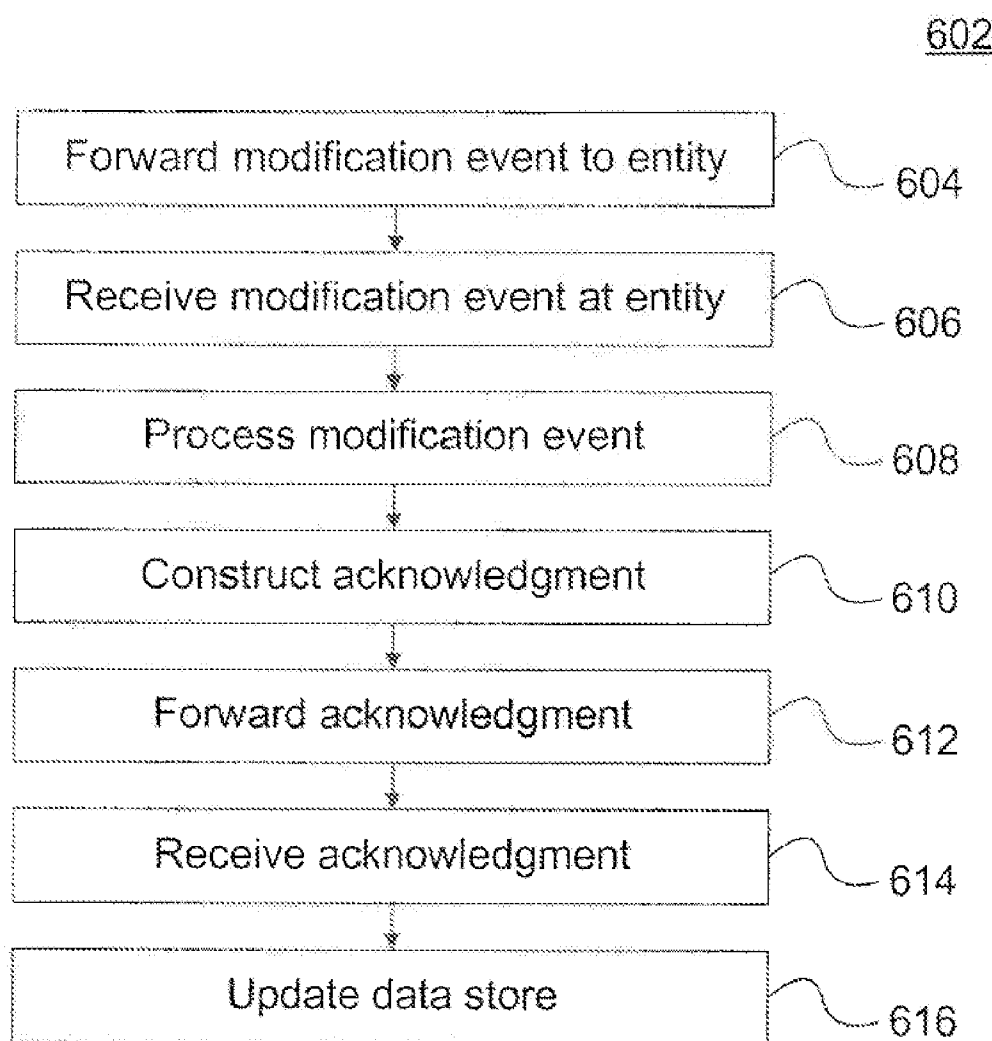 602
Forward modification event to entity
604
Receive modification event at entity
606
Process modification event
608
Construct acknowledgment
610
Forward acknowledgment
612
Receive acknowledgment
614
Update data store
616